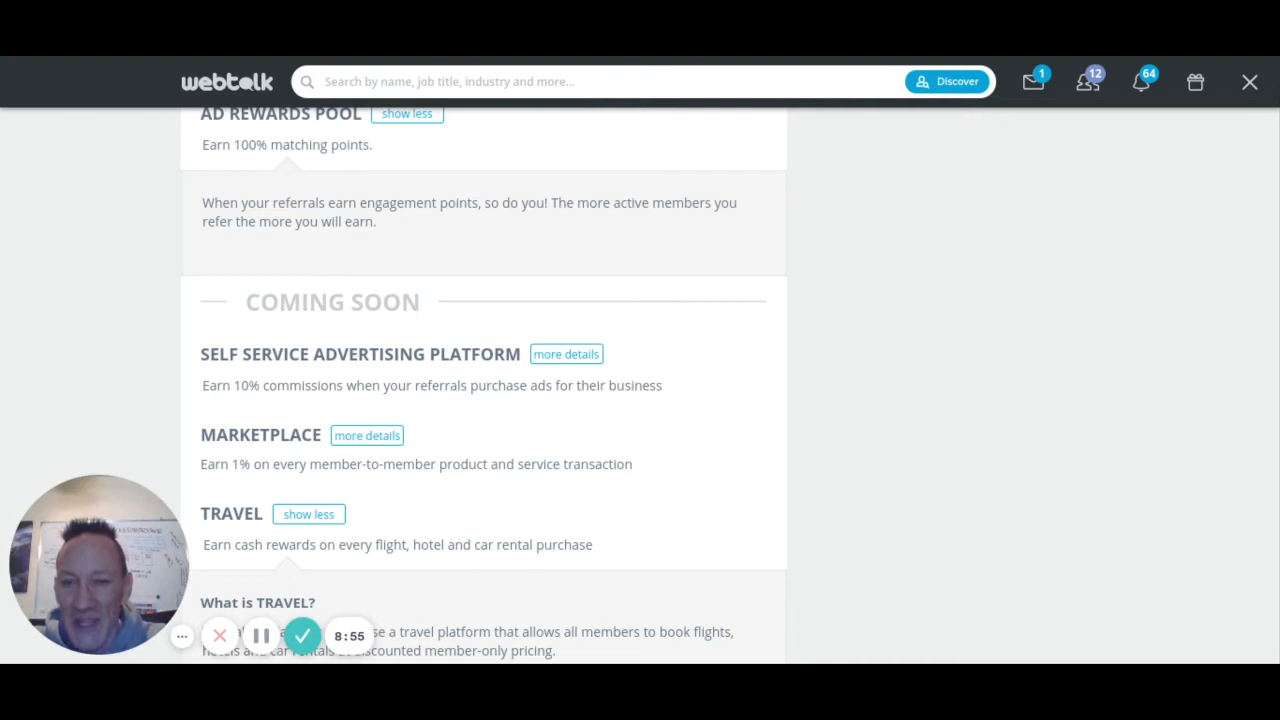 webtalk
Search by name, job title, industry and more...
Discover
1
12
64
AD REWARDS POOL show less
Earn 100% matching points.
When your referrals earn engagement points, so do you! The more active members you
refer the more you will earn.
COMING SOON
SELF SERVICE ADVERTISING PLATFORM more details
Earn 10% commissions when your referrals purchase ads for their business
MARKETPLACE more details
Earn 1% on every member-to-member product and service transaction
TRAVEL show less
Earn cash rewards on every flight, hotel and car rental purchase
What is TRAVEL?
8:55
a travel platform that allows all members to book flights,
and car rentals discounted member-only pricing.